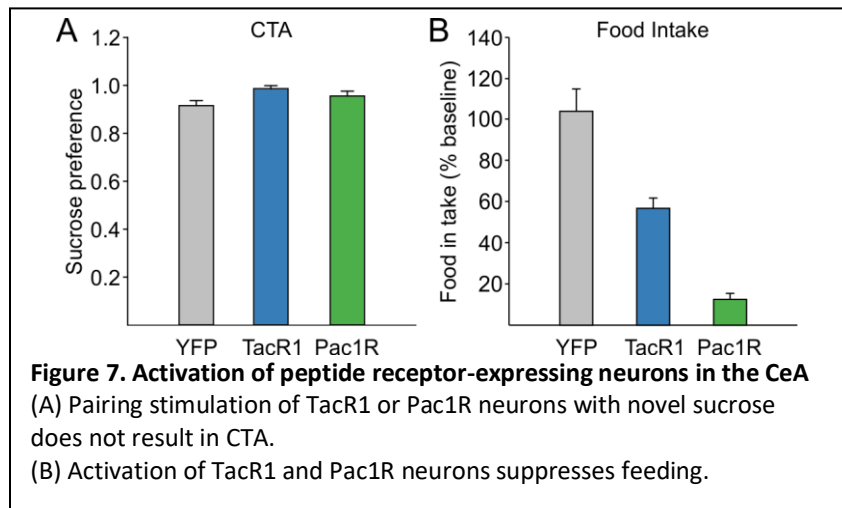 A CTA
1.2
1.0
0.8
0.6
0.4
0.2
Sucrose preference
YFP TacR1 Pac1R
B Food Intake
140
120
100
80
60
40
20
Food in take (% baseline)
YFP TacR1 Pac1R
Figure 7. Activation of peptide receptor-expressing neurons in the CeA
(A) Pairing stimulation of TacR1 or Pac1R neurons with novel sucrose
does not result in CTA.
(B) Activation of TacR1 and Pac1R neurons suppresses feeding.